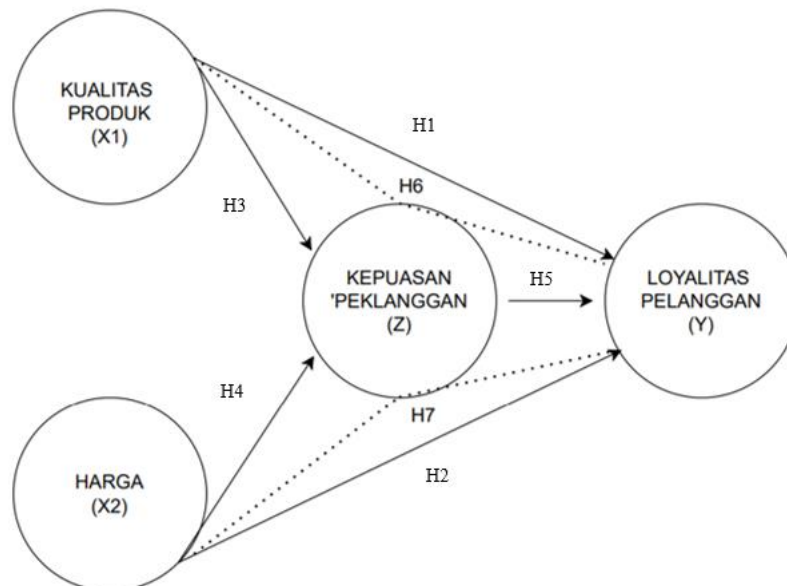 KUALITAS
PRODUK
(X1)
H1
H6
H3
KEPUASAN
'PEKLANGGAN
(Z)
H5
LOYALITAS
PELANGGAN
(Y)
H4
H7
H2
HARGA
(X2)